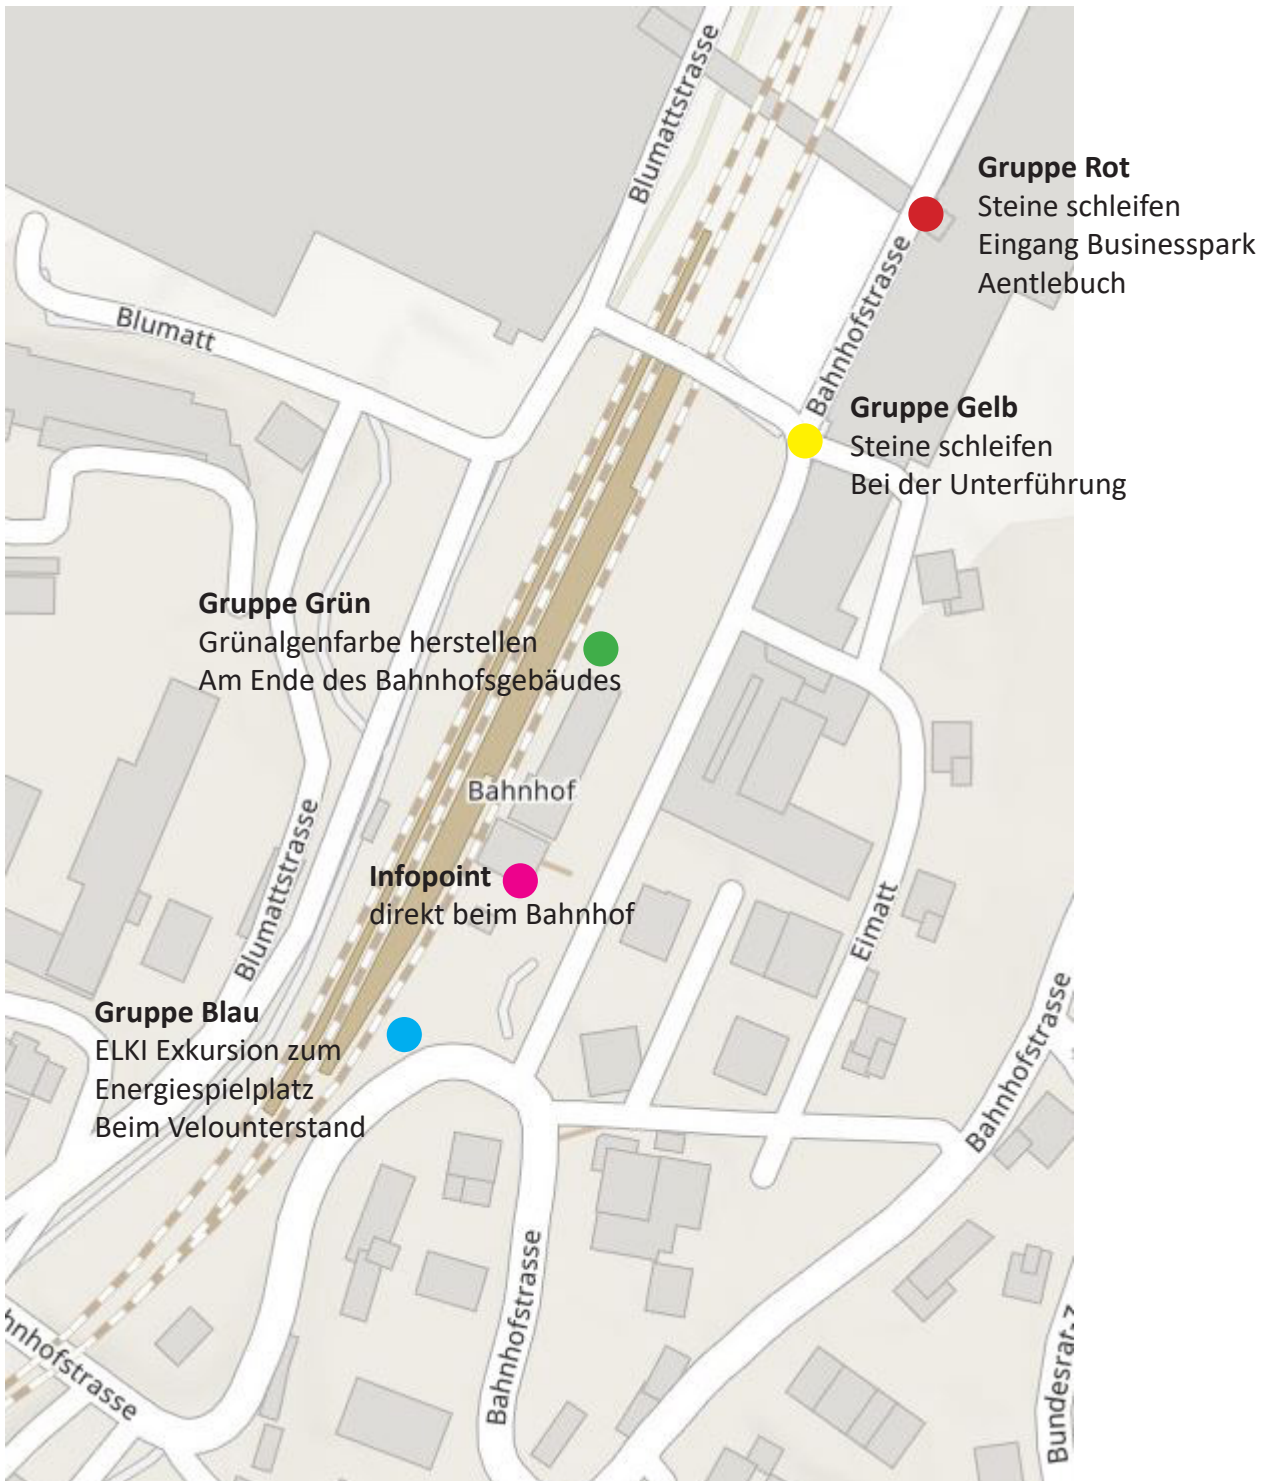 Blumattstrasse
Gruppe Rot
Steine schleifen
Eingang Businesspark
Aentlebuch
Bahnhofstrasse
Blumatt
Gruppe Gelb
Steine schleifen
Bei der Unterführung
Gruppe Grün
Grünalgenfarbe herstellen
Am Ende des Bahnhofsgebäudes
Bahnhof
Blumattstrasse
Infopoint
direkt beim Bahnhof
Eimatt
Gruppe Blau
ELKI Exkursion zum
Energiespielplatz
Beim Velounterstand
Bahnhofstrasse
Bahnhofstrasse
hnhofstrasse
Bundesrat-Z